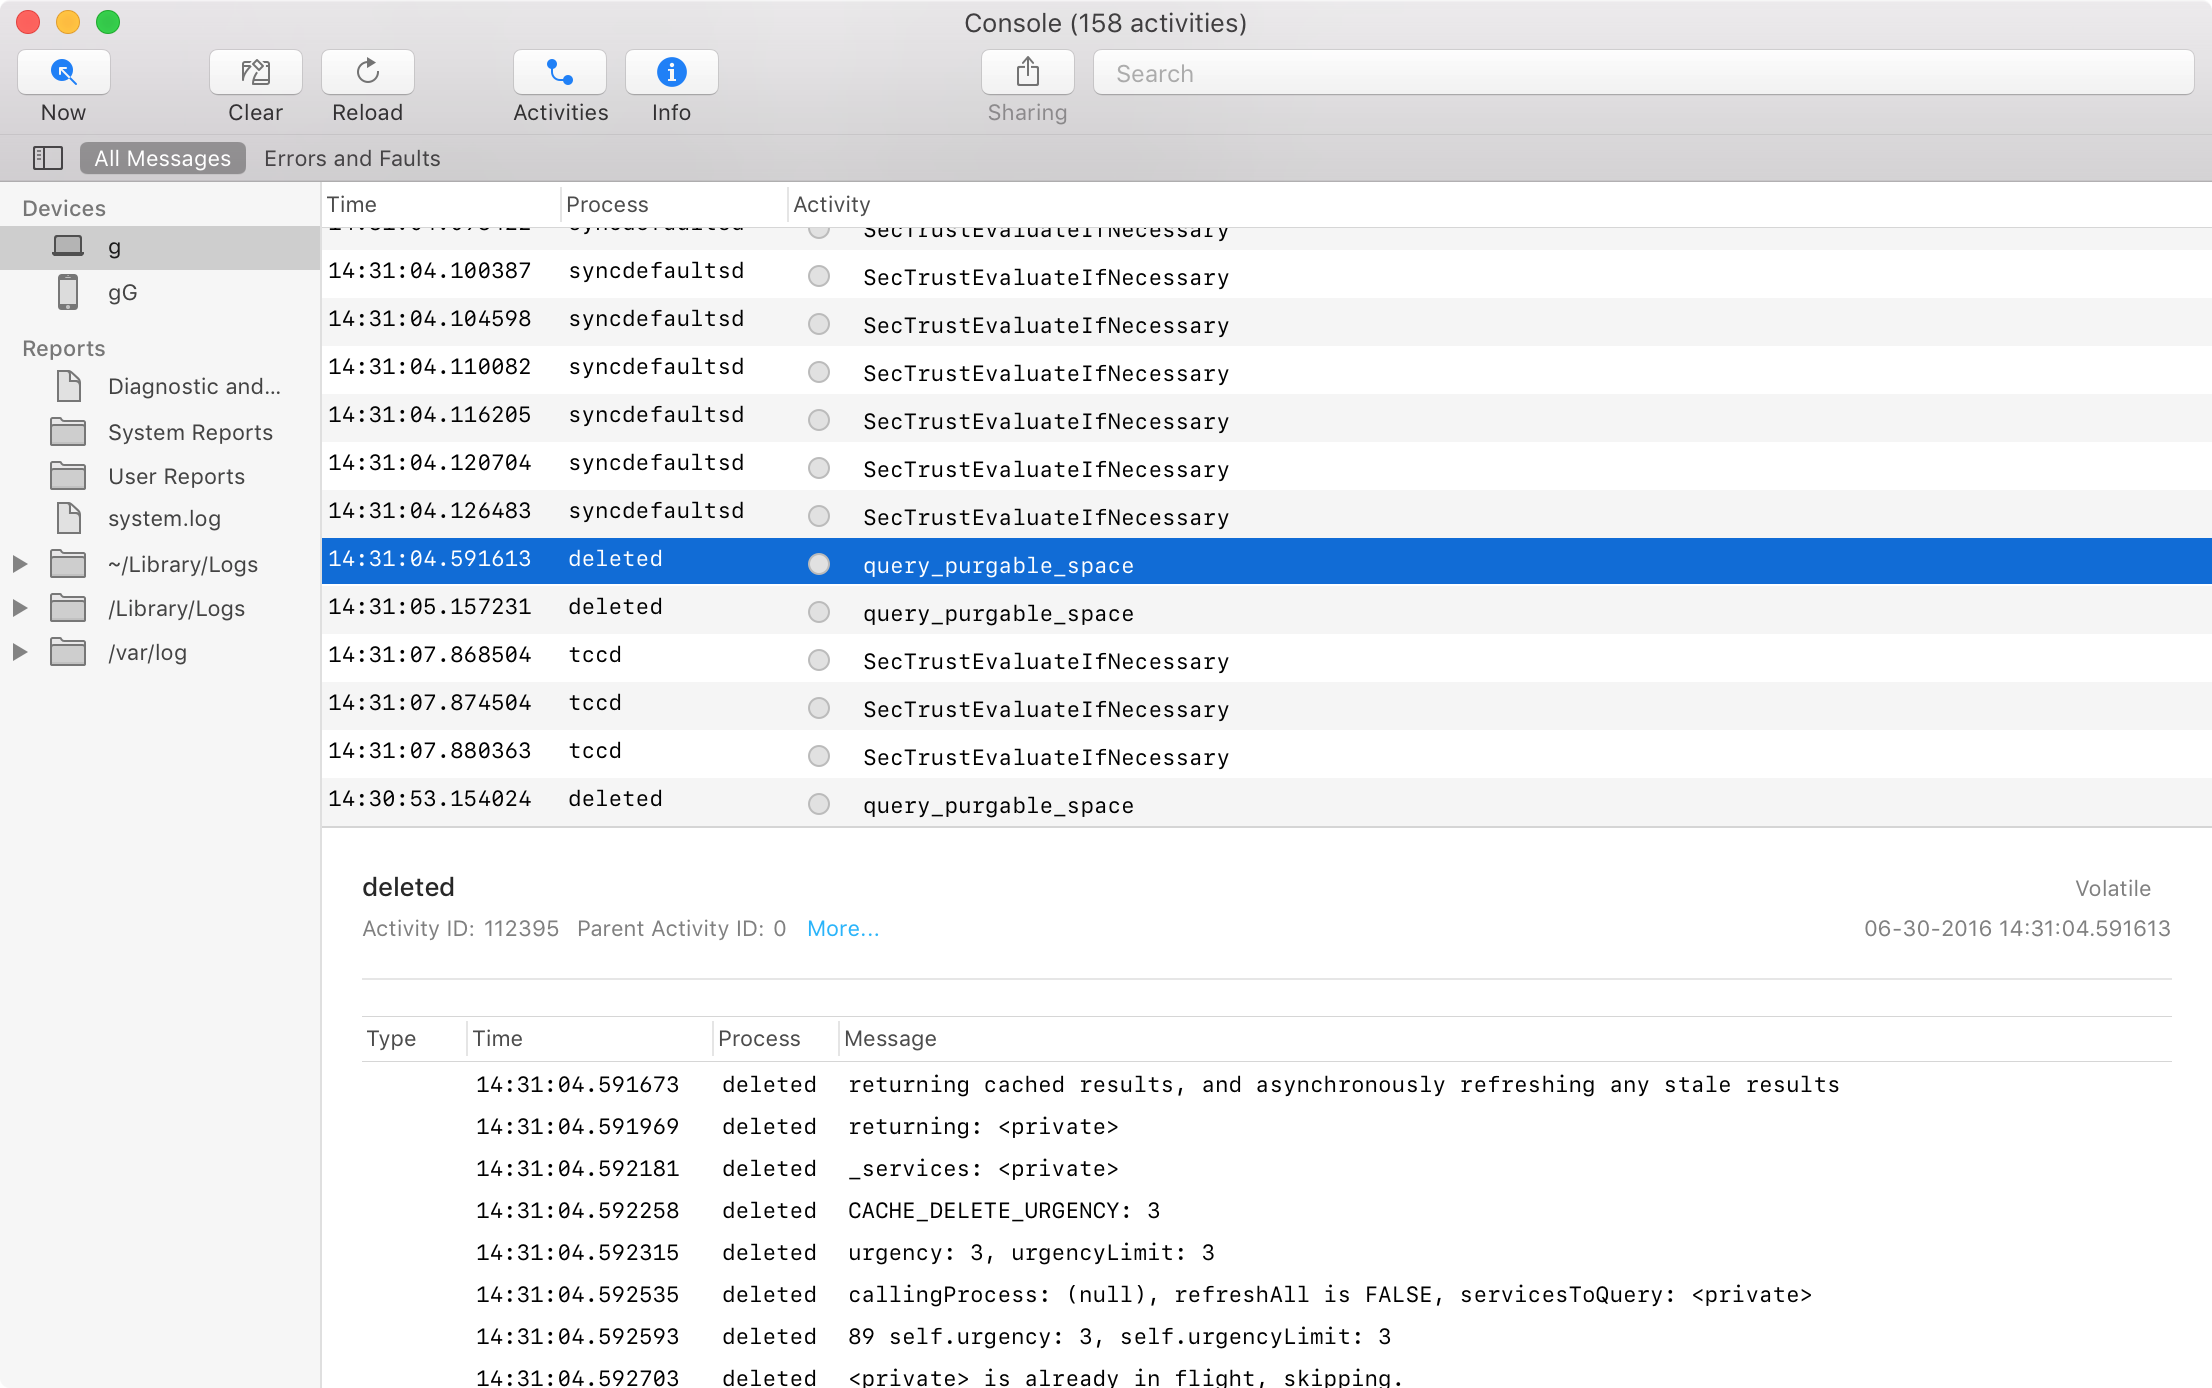 Console (158 activities)
Now
Clear
Reload
Activities
Info
Sharing
Search
All Messages
Errors and Faults
Devices
g
gG
Reports
Diagnostic and...
System Reports
User Reports
system.log
~/Library/Logs
/Library/Logs
/var/log
Time Process Activity
syncdefaultsd SecTrustEvaluateIfNecessary
14:31:04.100387 syncdefaultsd SecTrustEvaluateIfNecessary
14:31:04.104598 syncdefaultsd SecTrustEvaluateIfNecessary
14:31:04.110082 syncdefaultsd SecTrustEvaluateIfNecessary
14:31:04.116205 syncdefaultsd SecTrustEvaluateIfNecessary
14:31:04.120704 syncdefaultsd SecTrustEvaluateIfNecessary
14:31:04.126483 syncdefaultsd SecTrustEvaluateIfNecessary
14:31:04.591613 deleted query_purgable_space
14:31:05.157231 deleted query_purgable_space
14:31:07.868504 tccd SecTrustEvaluateIfNecessary
14:31:07.874504 tccd SecTrustEvaluateIfNecessary
14:31:07.880363 tccd SecTrustEvaluateIfNecessary
14:30:53.154024 deleted query_purgable_space
deleted
Volatile
Activity ID: 112395 Parent Activity ID: 0 More...
06-30-2016 14:31:04.591613
Type Time Process Message
14:31:04.591673 deleted returning cached results, and asynchronously refreshing any stale results
14:31:04.591969 deleted returning: <private>
14:31:04.592181 deleted _services: <private>
14:31:04.592258 deleted CACHE_DELETE_URGENCY: 3
14:31:04.592315 deleted urgency: 3, urgencyLimit: 3
14:31:04.592535 deleted callingProcess: (null), refreshAll is FALSE, servicesToQuery: <private>
14:31:04.592593 deleted 89 self.urgency: 3, self.urgencyLimit: 3
14:31:04.592703 deleted <private> is already in flight, skipping.